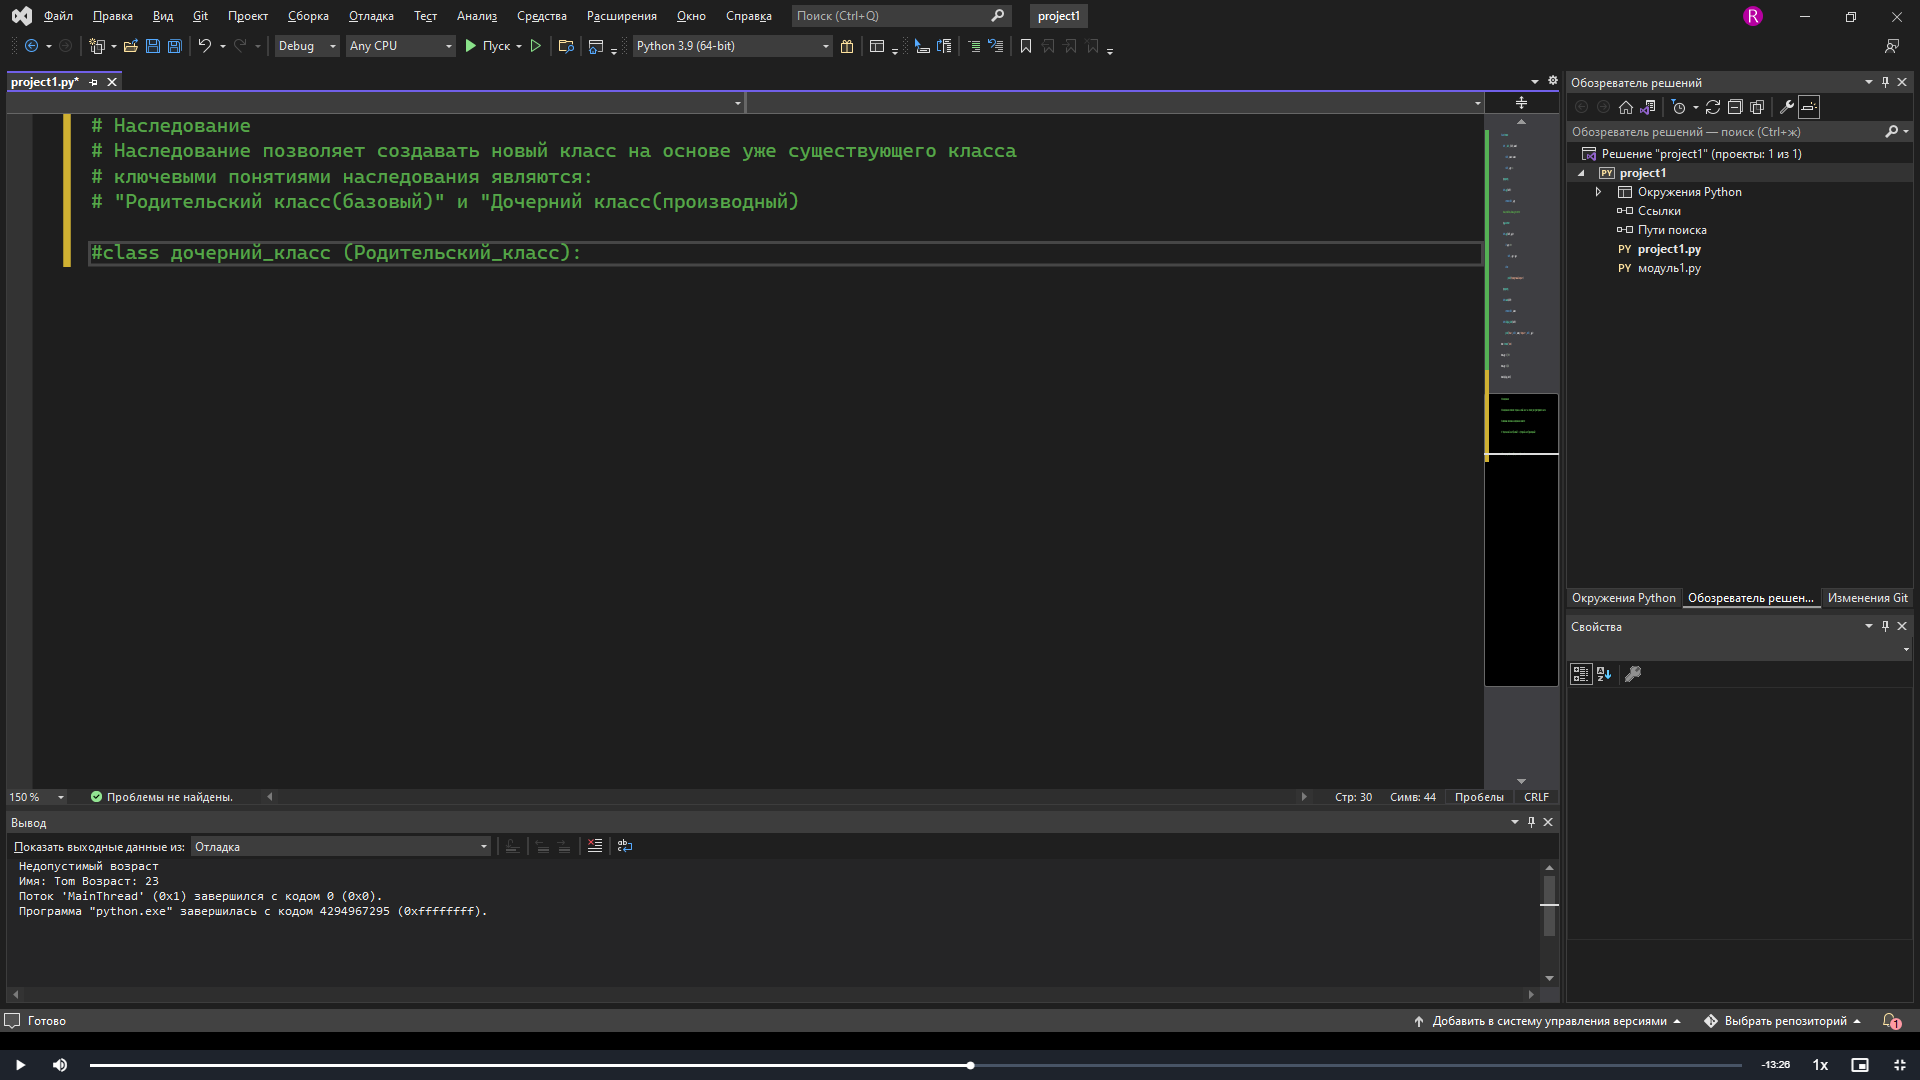 Файл Правка Вид Git Проект Сборка Отладка Тест Анализ Средства Расширения Окно Справка Поиск (Ctrl+Q) project1 R
Debug Any CPU Пуск Python 3.9 (64-bit)
project1.py*
# Наследование
# Наследование позволяет создавать новый класс на основе уже существующего класса
# ключевыми понятиями наследования являются:
# "Родительский класс(базовый)" и "Дочерний класс(производный)
#class дочерний_класс (Родительский_класс):
150 % Проблемы не найдены. Стр: 30 Симв: 44 Пробелы CRLF
Вывод
Показать выходные данные из: Отладка
Недопустимый возраст
Имя: Tom Возраст: 23
Поток 'MainThread' (0x1) завершился с кодом 0 (0x0).
Программа "python.exe" завершилась с кодом 4294967295 (0xffffffff).
Обозреватель решений
Обозреватель решений — поиск (Ctrl+ж)
Решение "project1" (проекты: 1 из 1)
PY project1
Окружения Python
Ссылки
Пути поиска
PY project1.py
PY модуль1.py
Окружения Python Обозреватель решен... Изменения Git
Свойства
Готово Добавить в систему управления версиями Выбрать репозиторий 1
-13:26 1x